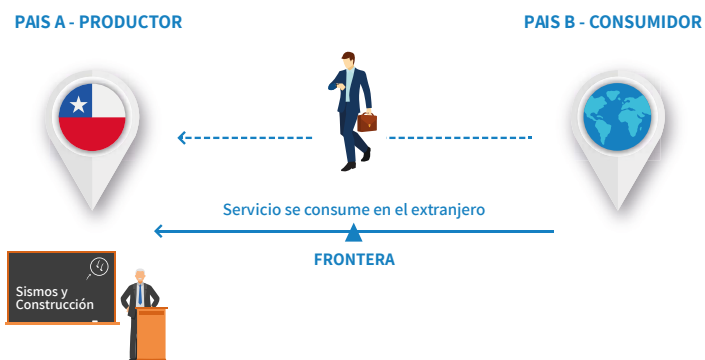 PAIS A - PRODUCTOR
PAIS B - CONSUMIDOR
Servicio se consume en el extranjero
FRONTERA
Sismos y
Construcción